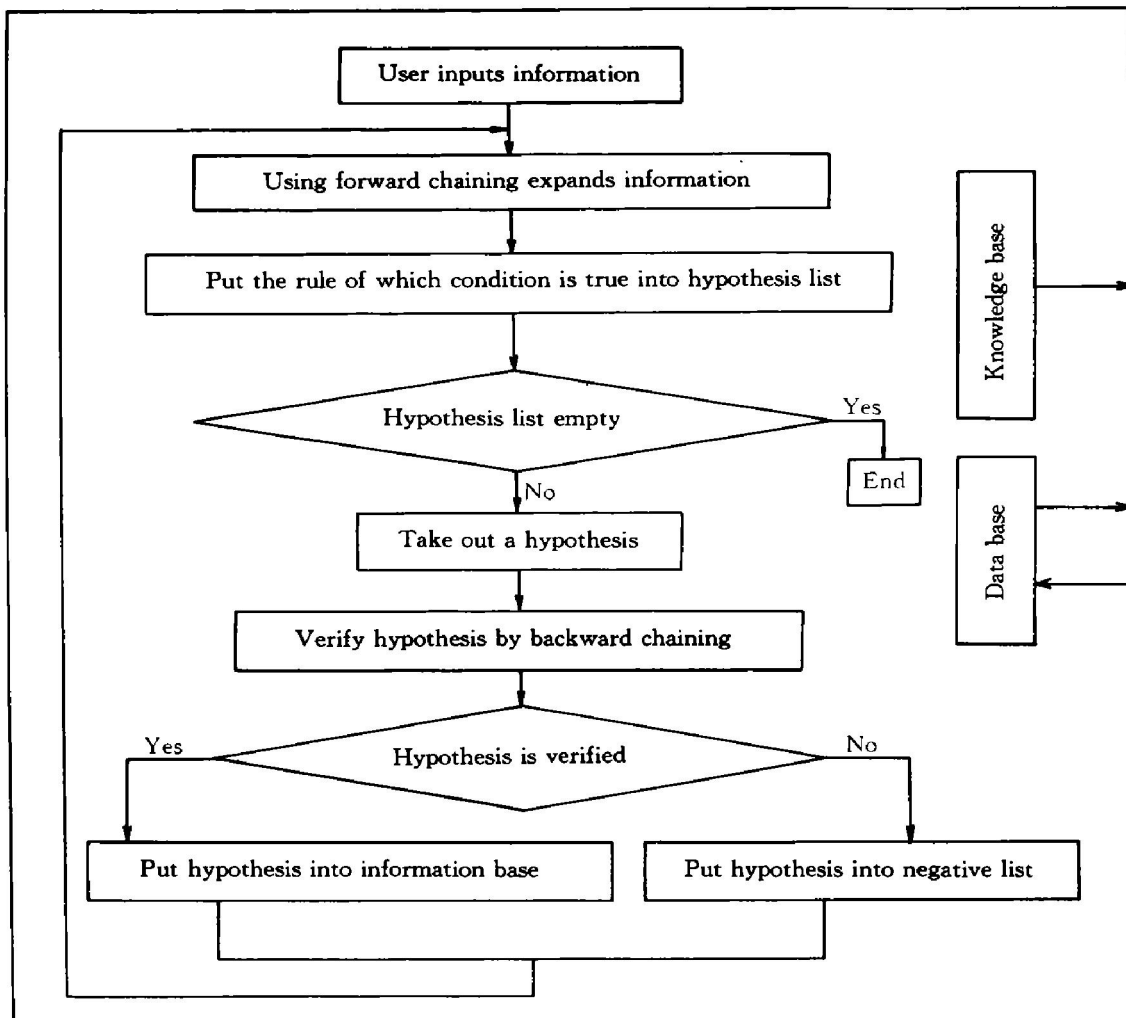 User inputs information
Using forward chaining expands information
Put the rule of which condition is true into hypothesis list
Knowledge base
Hypothesis list empty
Yes
End
No
Take out a hypothesis
Data base
Verify hypothesis by backward chaining
Yes
Hypothesis is verified
No
Put hypothesis into information base
Put hypothesis into negative list